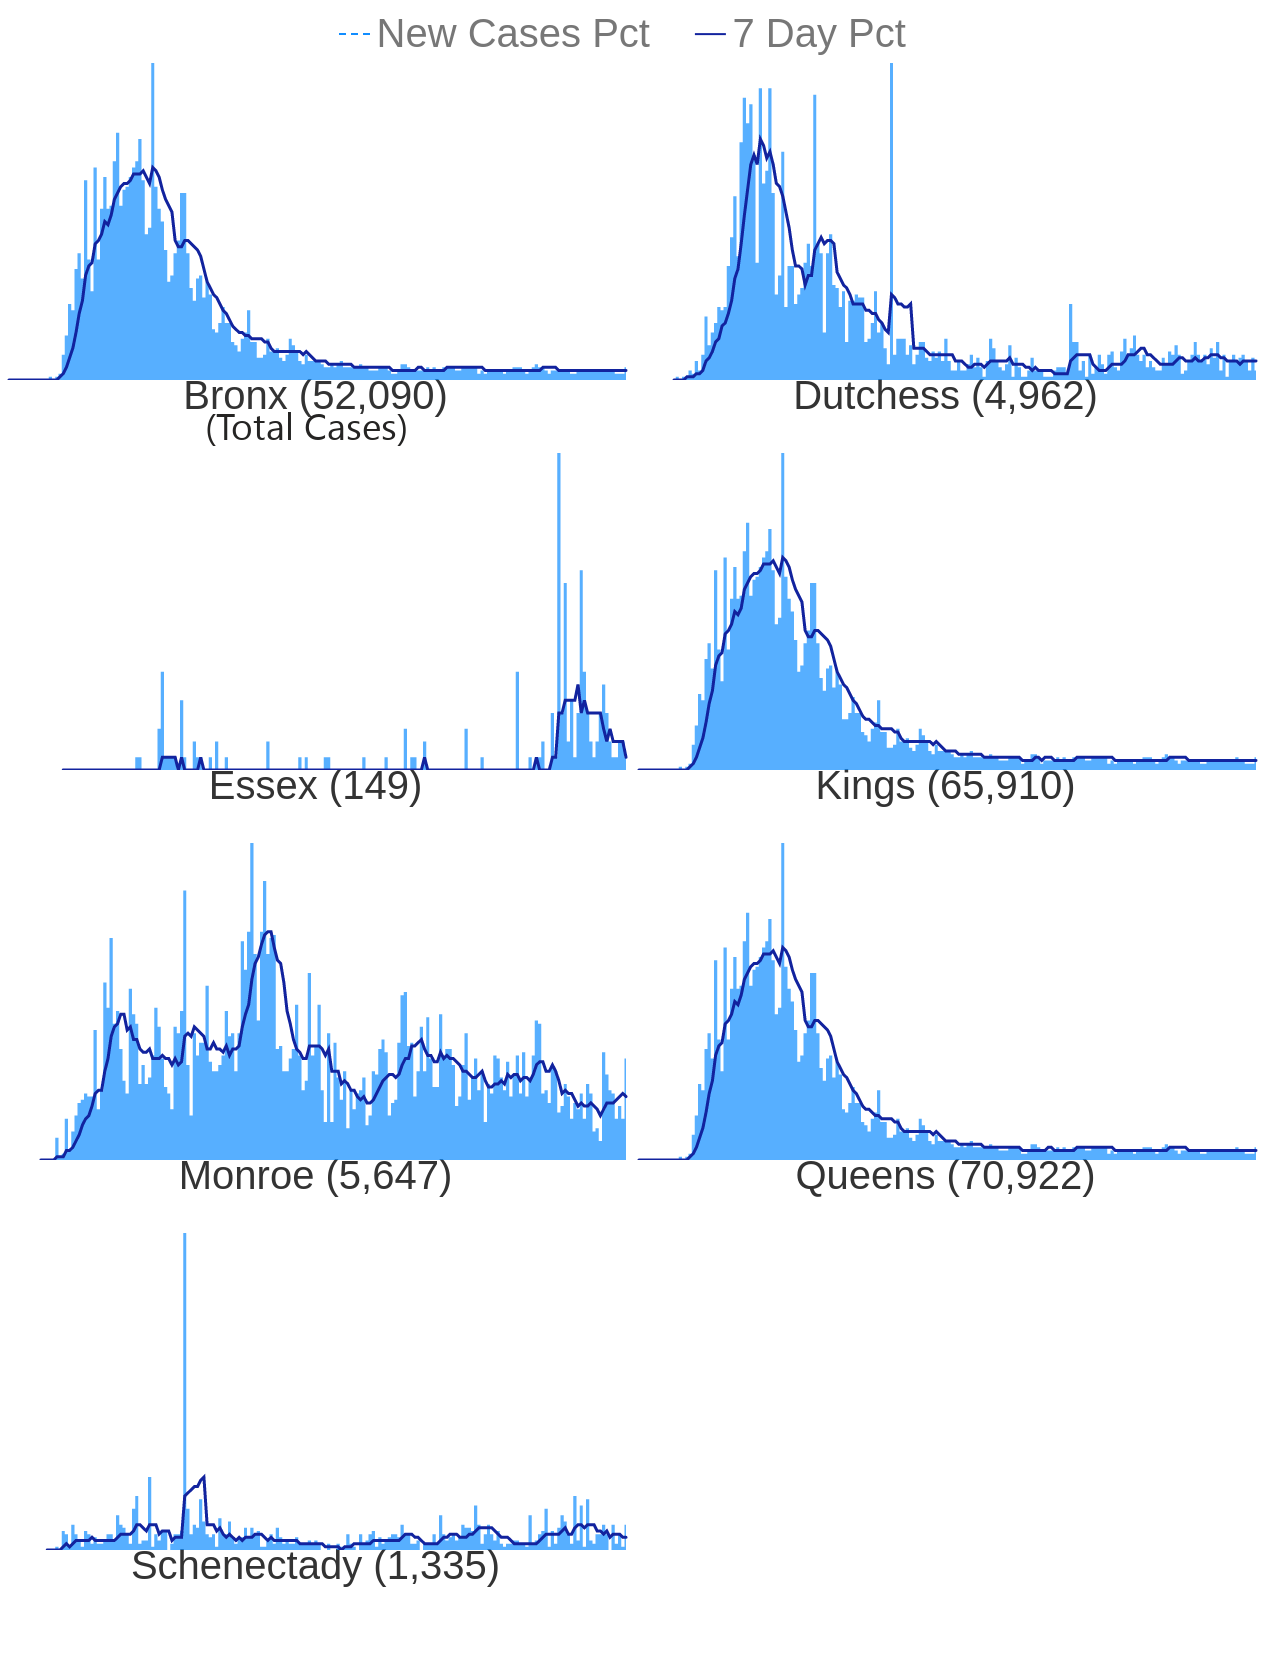 New Cases Pct 7 Day Pct
Bronx (52,090) Dutchess (4,962)
(Total Cases)
Essex (149) Kings (65,910)
Monroe (5,647) Queens (70,922)
Schenectady (1,335)